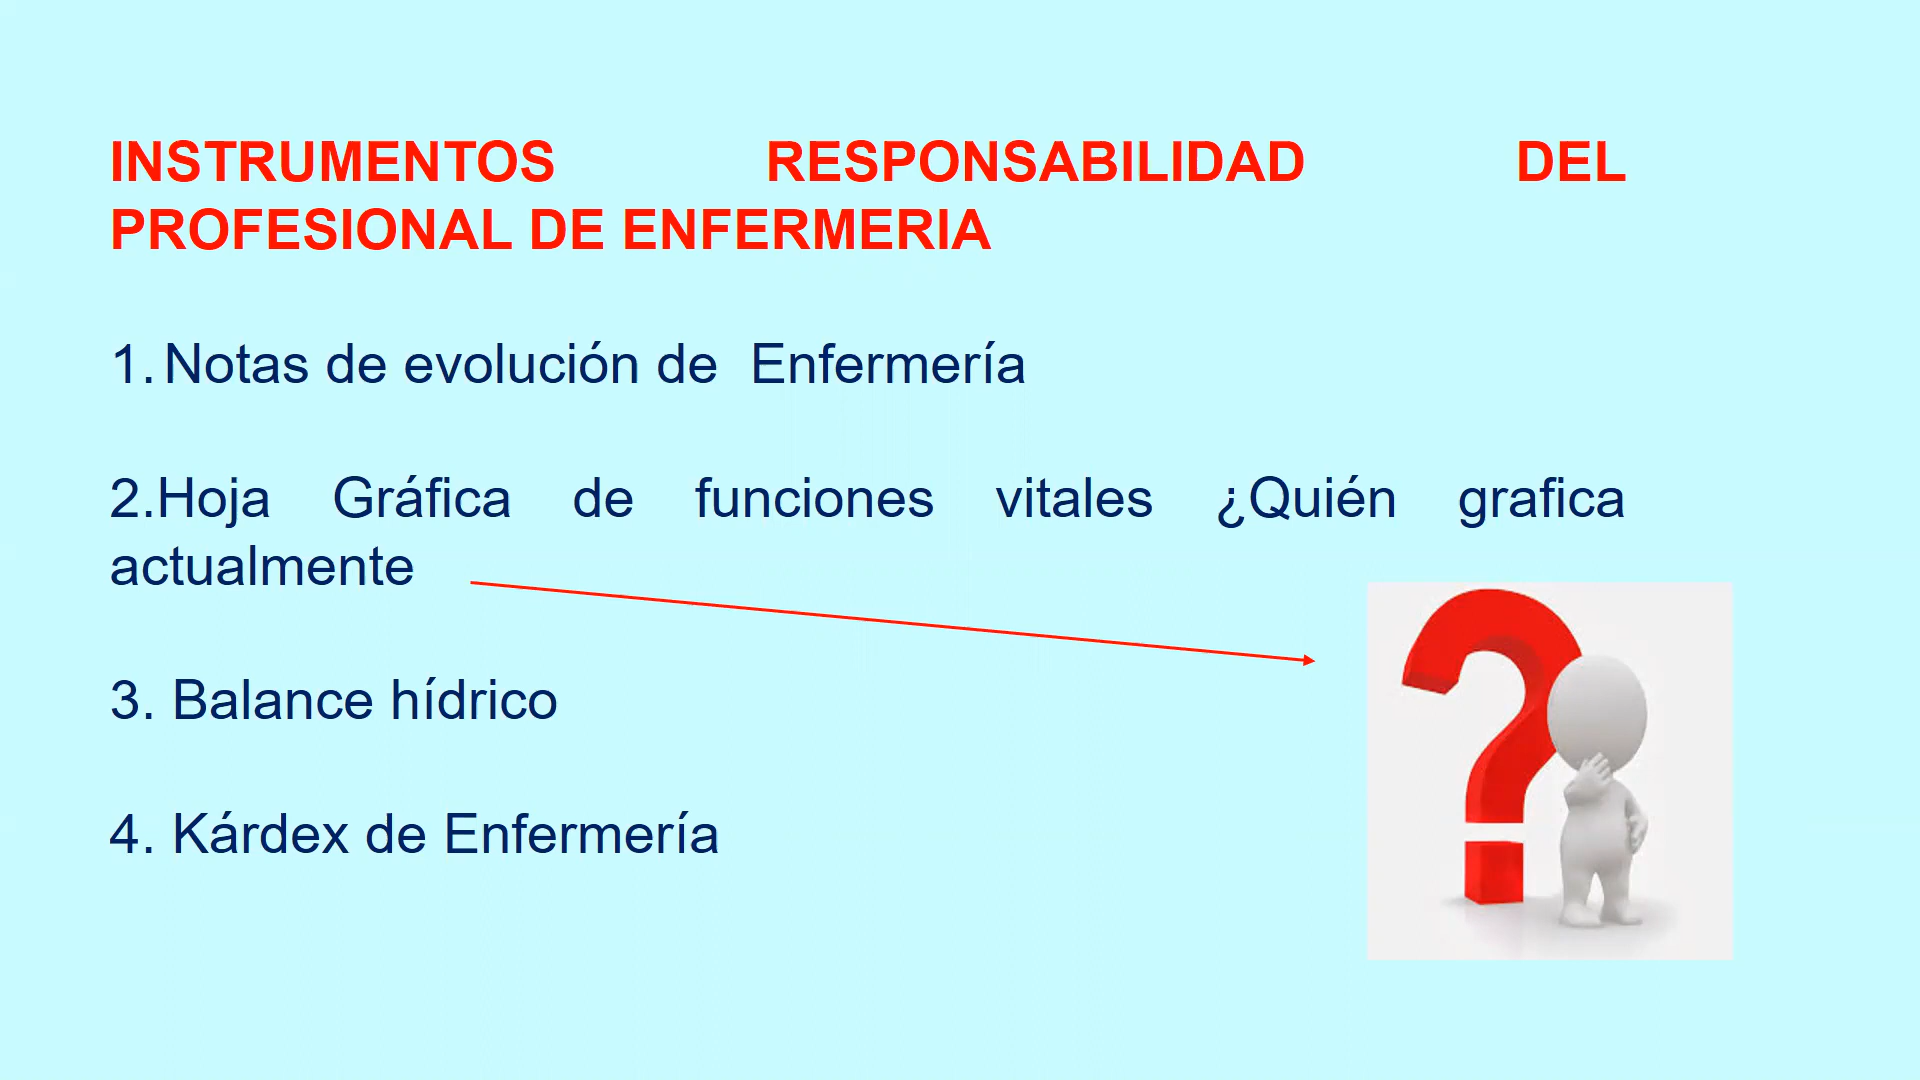 INSTRUMENTOS RESPONSABILIDAD DEL
PROFESIONAL DE ENFERMERIA
1. Notas de evolución de Enfermería
2.Hoja Gráfica de funciones vitales ¿Quién grafica
actualmente
3. Balance hídrico
4. Kárdex de Enfermería